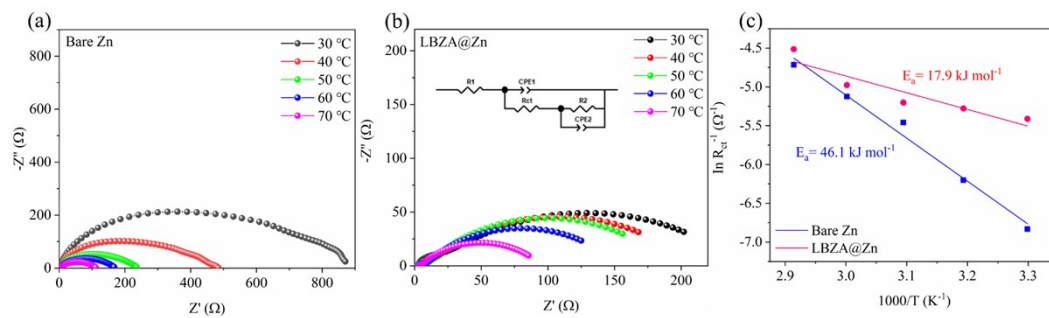 (a)
Bare Zn
30 ℃
40 ℃
50 ℃
60 ℃
70 ℃
-Z'' (Ω)
800
600
400
200
0
0 200 400 600 800
Z' (Ω)
(b)
LBZA@Zn
30 ℃
40 ℃
50 ℃
60 ℃
70 ℃
R1 CPE1
Rct R2
CPE2
-Z'' (Ω)
200
150
100
50
0
0 50 100 150 200
Z' (Ω)
(c)
ln Rct⁻¹ (Ω⁻¹)
-4.5
-5.0
-5.5
-6.0
-6.5
-7.0
Ea= 17.9 kJ mol⁻¹
Ea= 46.1 kJ mol⁻¹
Bare Zn
LBZA@Zn
2.9 3.0 3.1 3.2 3.3
1000/T (K⁻¹)